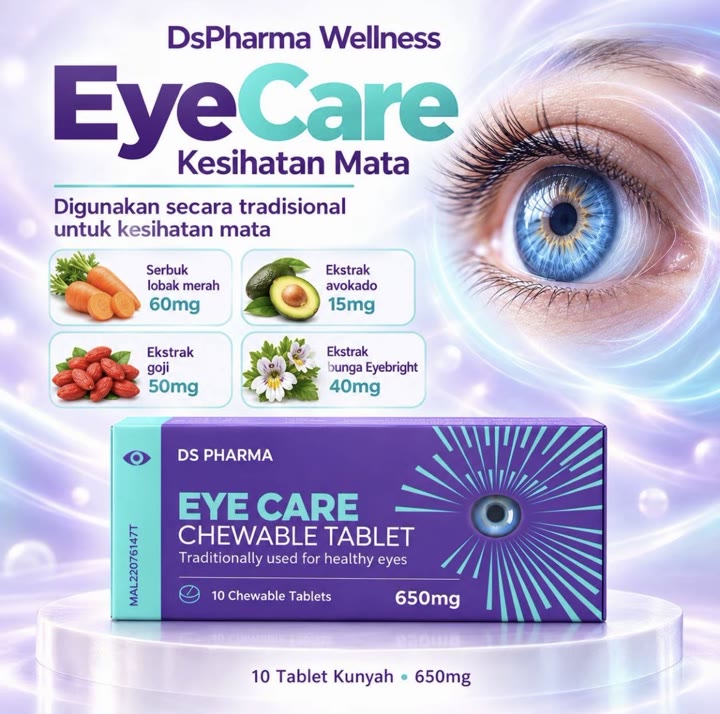 DsPharma Wellness
EyeCare
Kesihatan Mata
Digunakan secara tradisional
untuk kesihatan mata
Serbuk
lobak merah
60mg
Ekstrak
avokado
15mg
Ekstrak
goji
50mg
Ekstrak
bunga Eyebright
40mg
DS PHARMA
EYE CARE
CHEWABLE TABLET
Traditionally used for healthy eyes
10 Chewable Tablets
650mg
MAL22076147T
10 Tablet Kunyah • 650mg